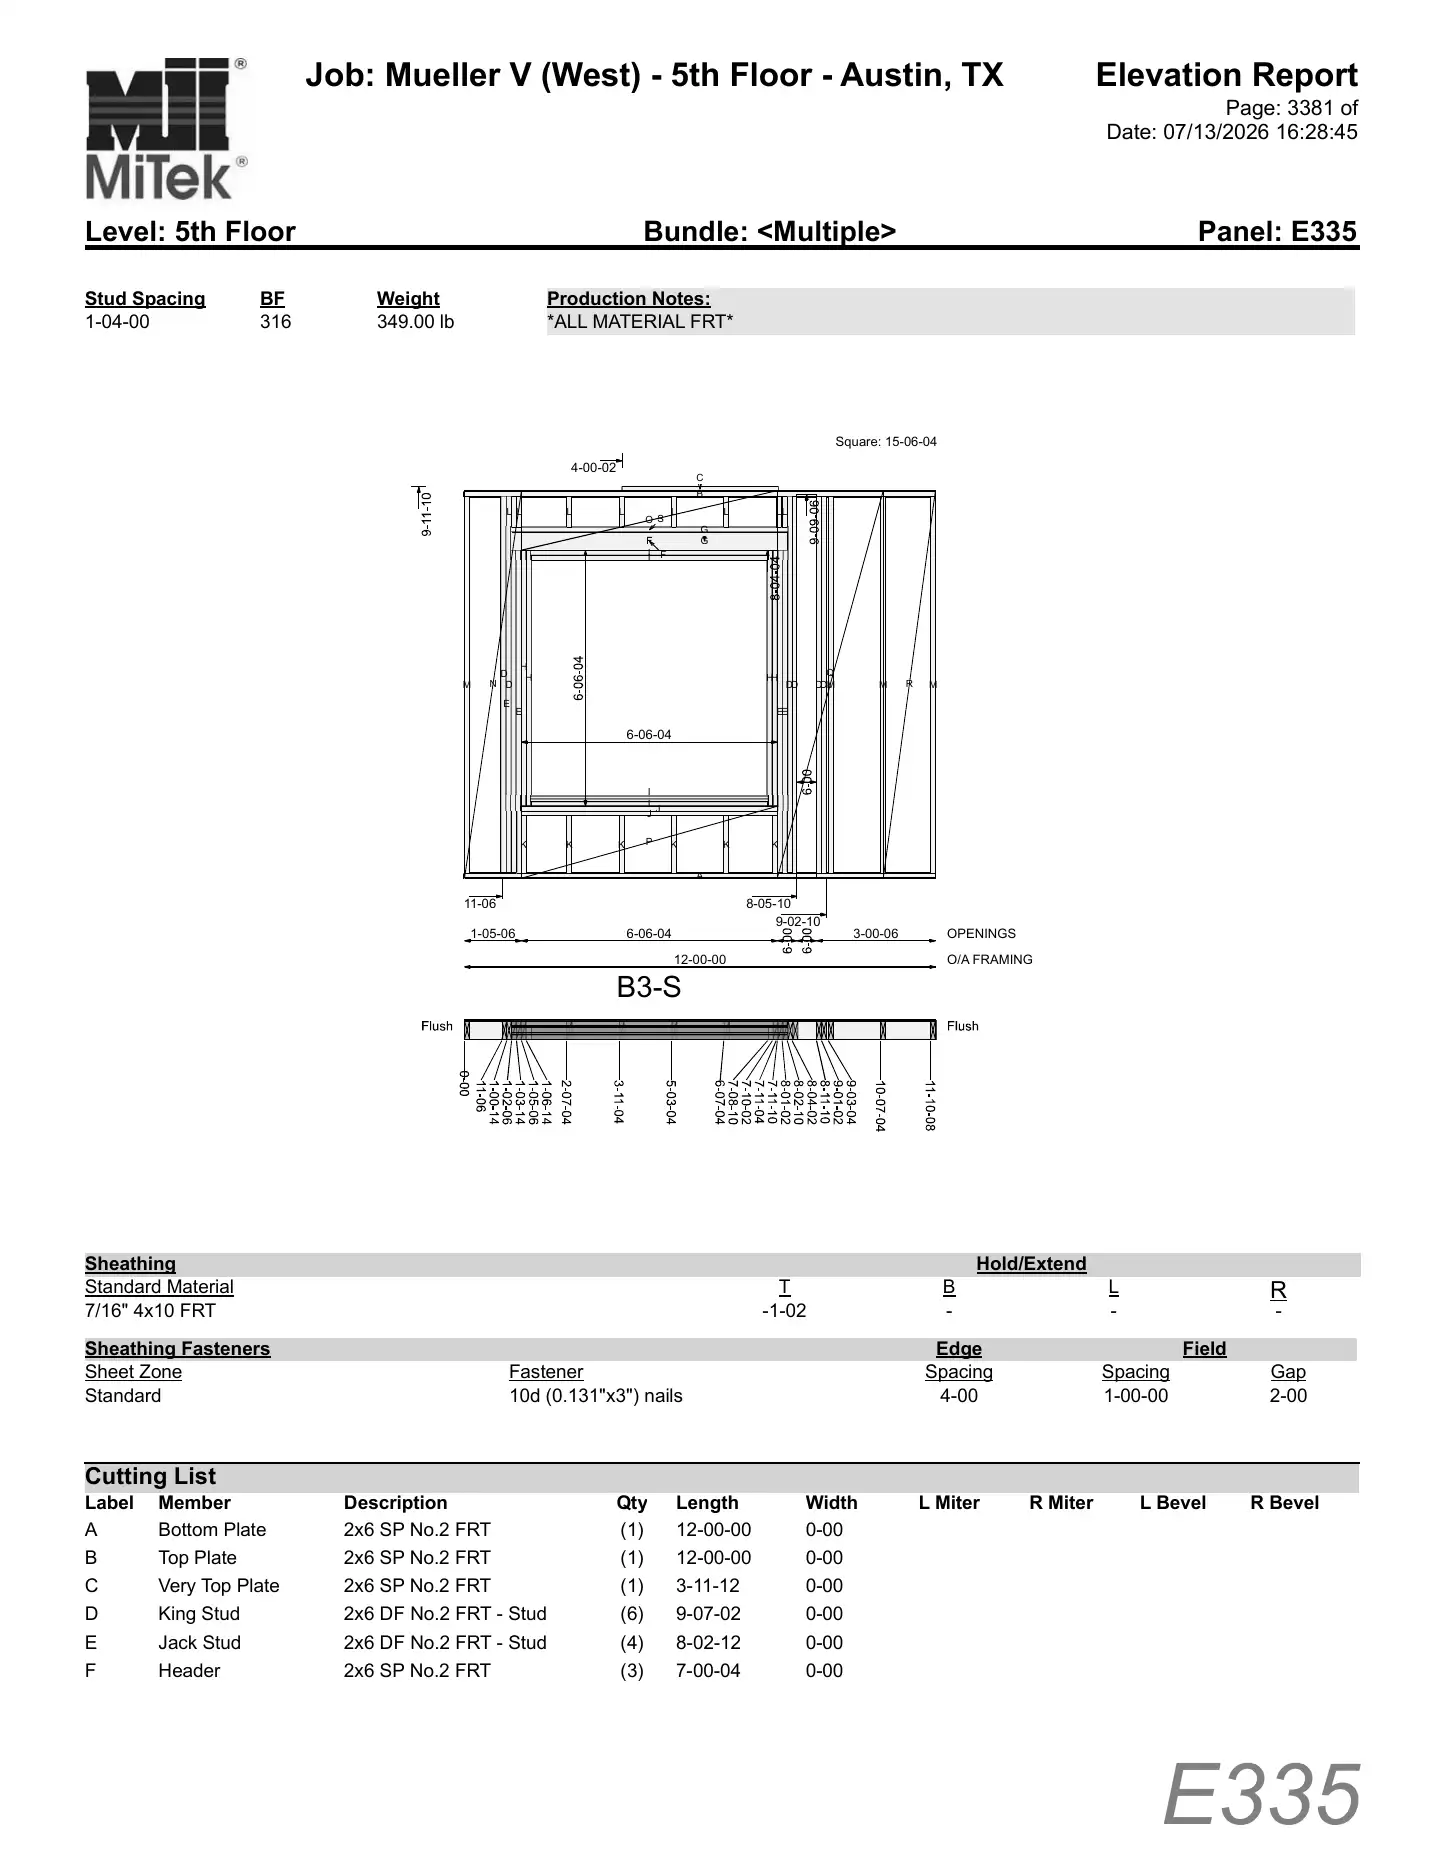 Job: Mueller V (West) - 5th Floor - Austin, TX
Elevation Report
Page: 3381 of
Date: 07/13/2026 16:28:45
MiTek®
Level: 5th Floor
Bundle: <Multiple>
Panel: E335
Stud Spacing BF Weight Production Notes:
1-04-00 316 349.00 lb *ALL MATERIAL FRT*
Square: 15-06-04
4-00-02
C
B
9-11-10
L L L L L L
O S
9-09-06
G
F G
F
8-04-04
6-06-04
M N D D E E
H H
D D D D M
M R M
6-06-04
6-00
I
J
J
K K K P K K K
A
11-06
8-05-10
9-02-10
1-05-06 6-06-04 6-00 6-00 3-00-06 OPENINGS
12-00-00 O/A FRAMING
B3-S
Flush Flush
0-00 11-06 1-00-14 1-02-06 1-03-14 1-05-06 1-06-14 2-07-04 3-11-04 5-03-04 6-07-04 7-08-10 7-10-02 7-11-04 7-11-10 8-01-02 8-02-10 8-04-02 8-11-10 9-01-02 9-03-04 10-07-04 11-10-08
Sheathing Hold/Extend
Standard Material T B L R
7/16" 4x10 FRT -1-02 - - -
Sheathing Fasteners Edge Field
Sheet Zone Fastener Spacing Spacing Gap
Standard 10d (0.131"x3") nails 4-00 1-00-00 2-00
Cutting List
Label Member Description Qty Length Width L Miter R Miter L Bevel R Bevel
A Bottom Plate 2x6 SP No.2 FRT (1) 12-00-00 0-00
B Top Plate 2x6 SP No.2 FRT (1) 12-00-00 0-00
C Very Top Plate 2x6 SP No.2 FRT (1) 3-11-12 0-00
D King Stud 2x6 DF No.2 FRT - Stud (6) 9-07-02 0-00
E Jack Stud 2x6 DF No.2 FRT - Stud (4) 8-02-12 0-00
F Header 2x6 SP No.2 FRT (3) 7-00-04 0-00
E335